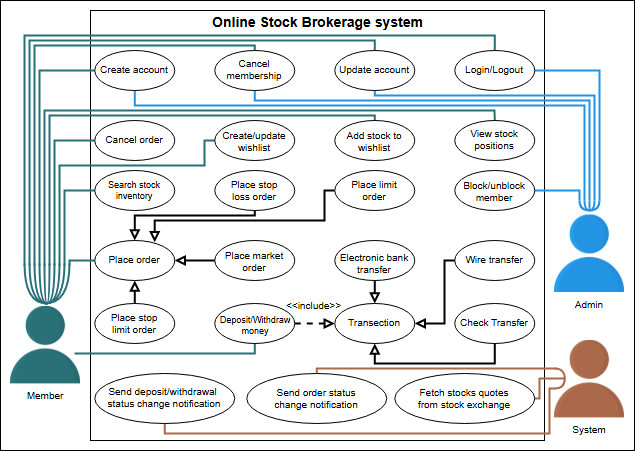 Online Stock Brokerage system
Create account
Cancel
membership
Update account
Login/Logout
Cancel order
Create/update
wishlist
Add stock to
wishlist
View stock
positions
Search stock
inventory
Place stop
loss order
Place limit
order
Block/unblock
member
Place order
Place market
order
Electronic bank
transfer
Wire transfer
Admin
<<include>>
Place stop
limit order
Deposit/Withdraw
money
Transection
Check Transfer
Member
Send deposit/withdrawal
status change notification
Send order status
change notification
Fetch stocks quotes
from stock exchange
System